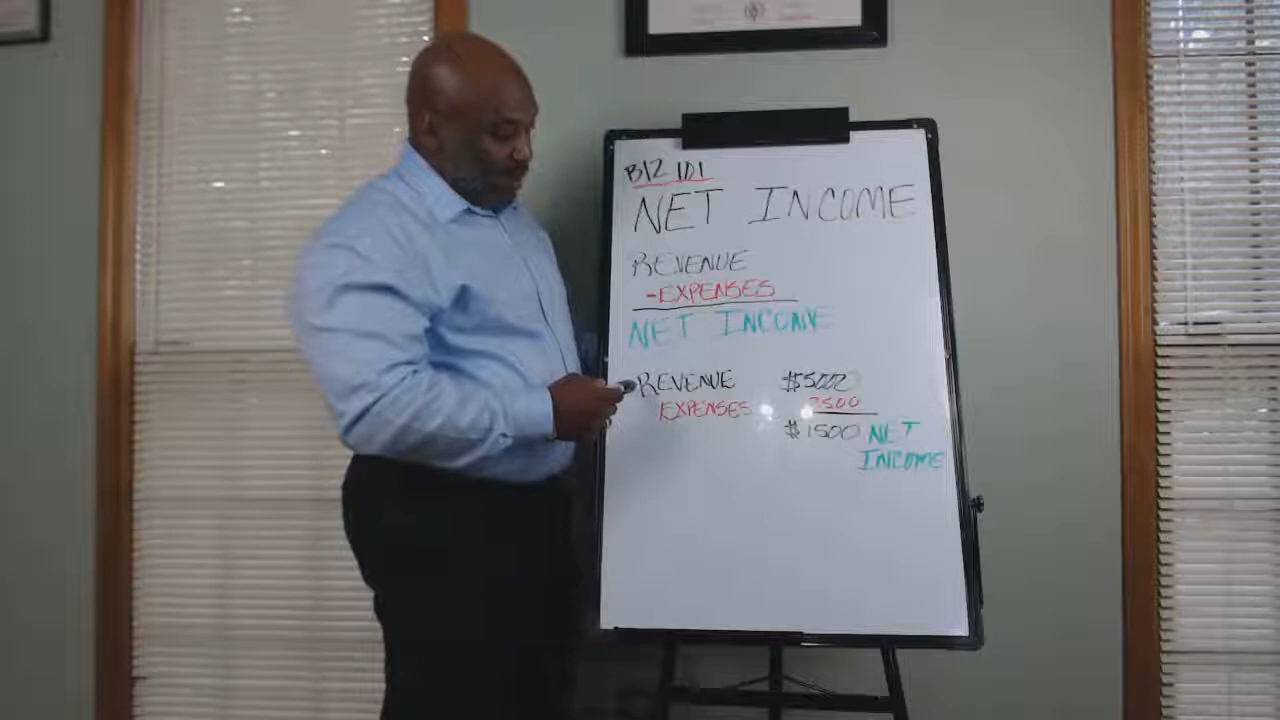 BIZ 101
NET INCOME
REVENUE
-EXPENSES
NET INCOME
REVENUE $5000
EXPENSES 3500
$1500 NET
INCOME